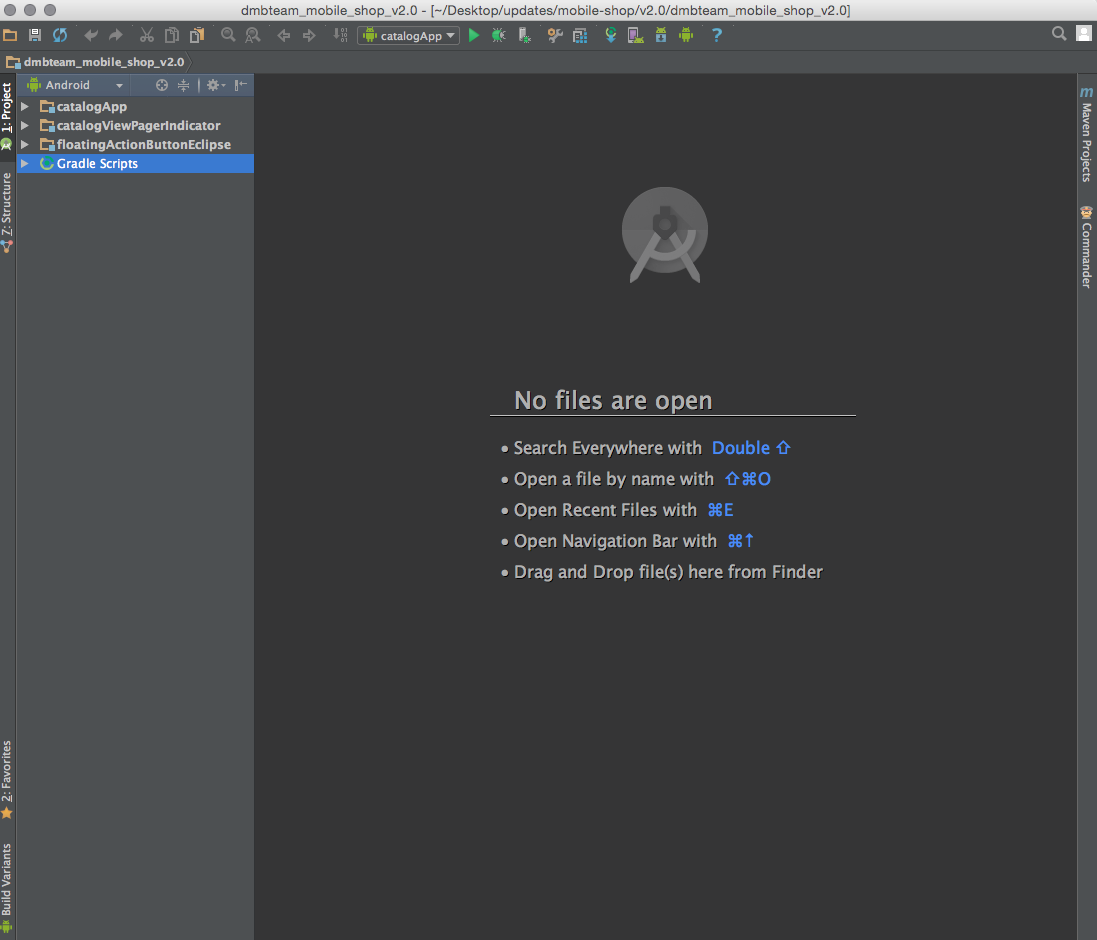 dmbteam_mobile_shop_v2.0 - [~/Desktop/updates/mobile-shop/v2.0/dmbteam_mobile_shop_v2.0]
catalogApp
dmbteam_mobile_shop_v2.0
Android
catalogApp
catalogViewPagerIndicator
floatingActionButtonEclipse
Gradle Scripts
1: Project
7: Structure
2: Favorites
Build Variants
No files are open
• Search Everywhere with Double ⇧
• Open a file by name with ⇧⌘O
• Open Recent Files with ⌘E
• Open Navigation Bar with ⌘↑
• Drag and Drop file(s) here from Finder
m Maven Projects
Commander